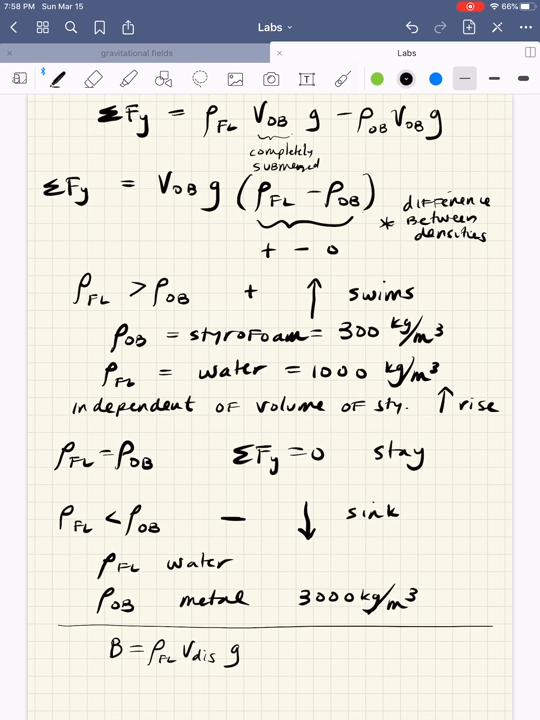 7:58 PM Sun Mar 15 66%
Labs
gravitational fields Labs
ΣFy = ρFL VOB g − ρOB VOB g
completely
submerged
ΣFy = VOB g (ρFL − ρOB)
* difference
between
densities
+ − 0
ρFL > ρOB + ↑ swims
ρOB = styrofoam = 300 kg/m³
ρFL = water = 1000 kg/m³
independent of volume of sty. ↑ rise
ρFL = ρOB ΣFy = 0 stay
ρFL < ρOB − ↓ sink
ρFL water
ρOB metal 3000 kg/m³
B = ρFL Vdis g